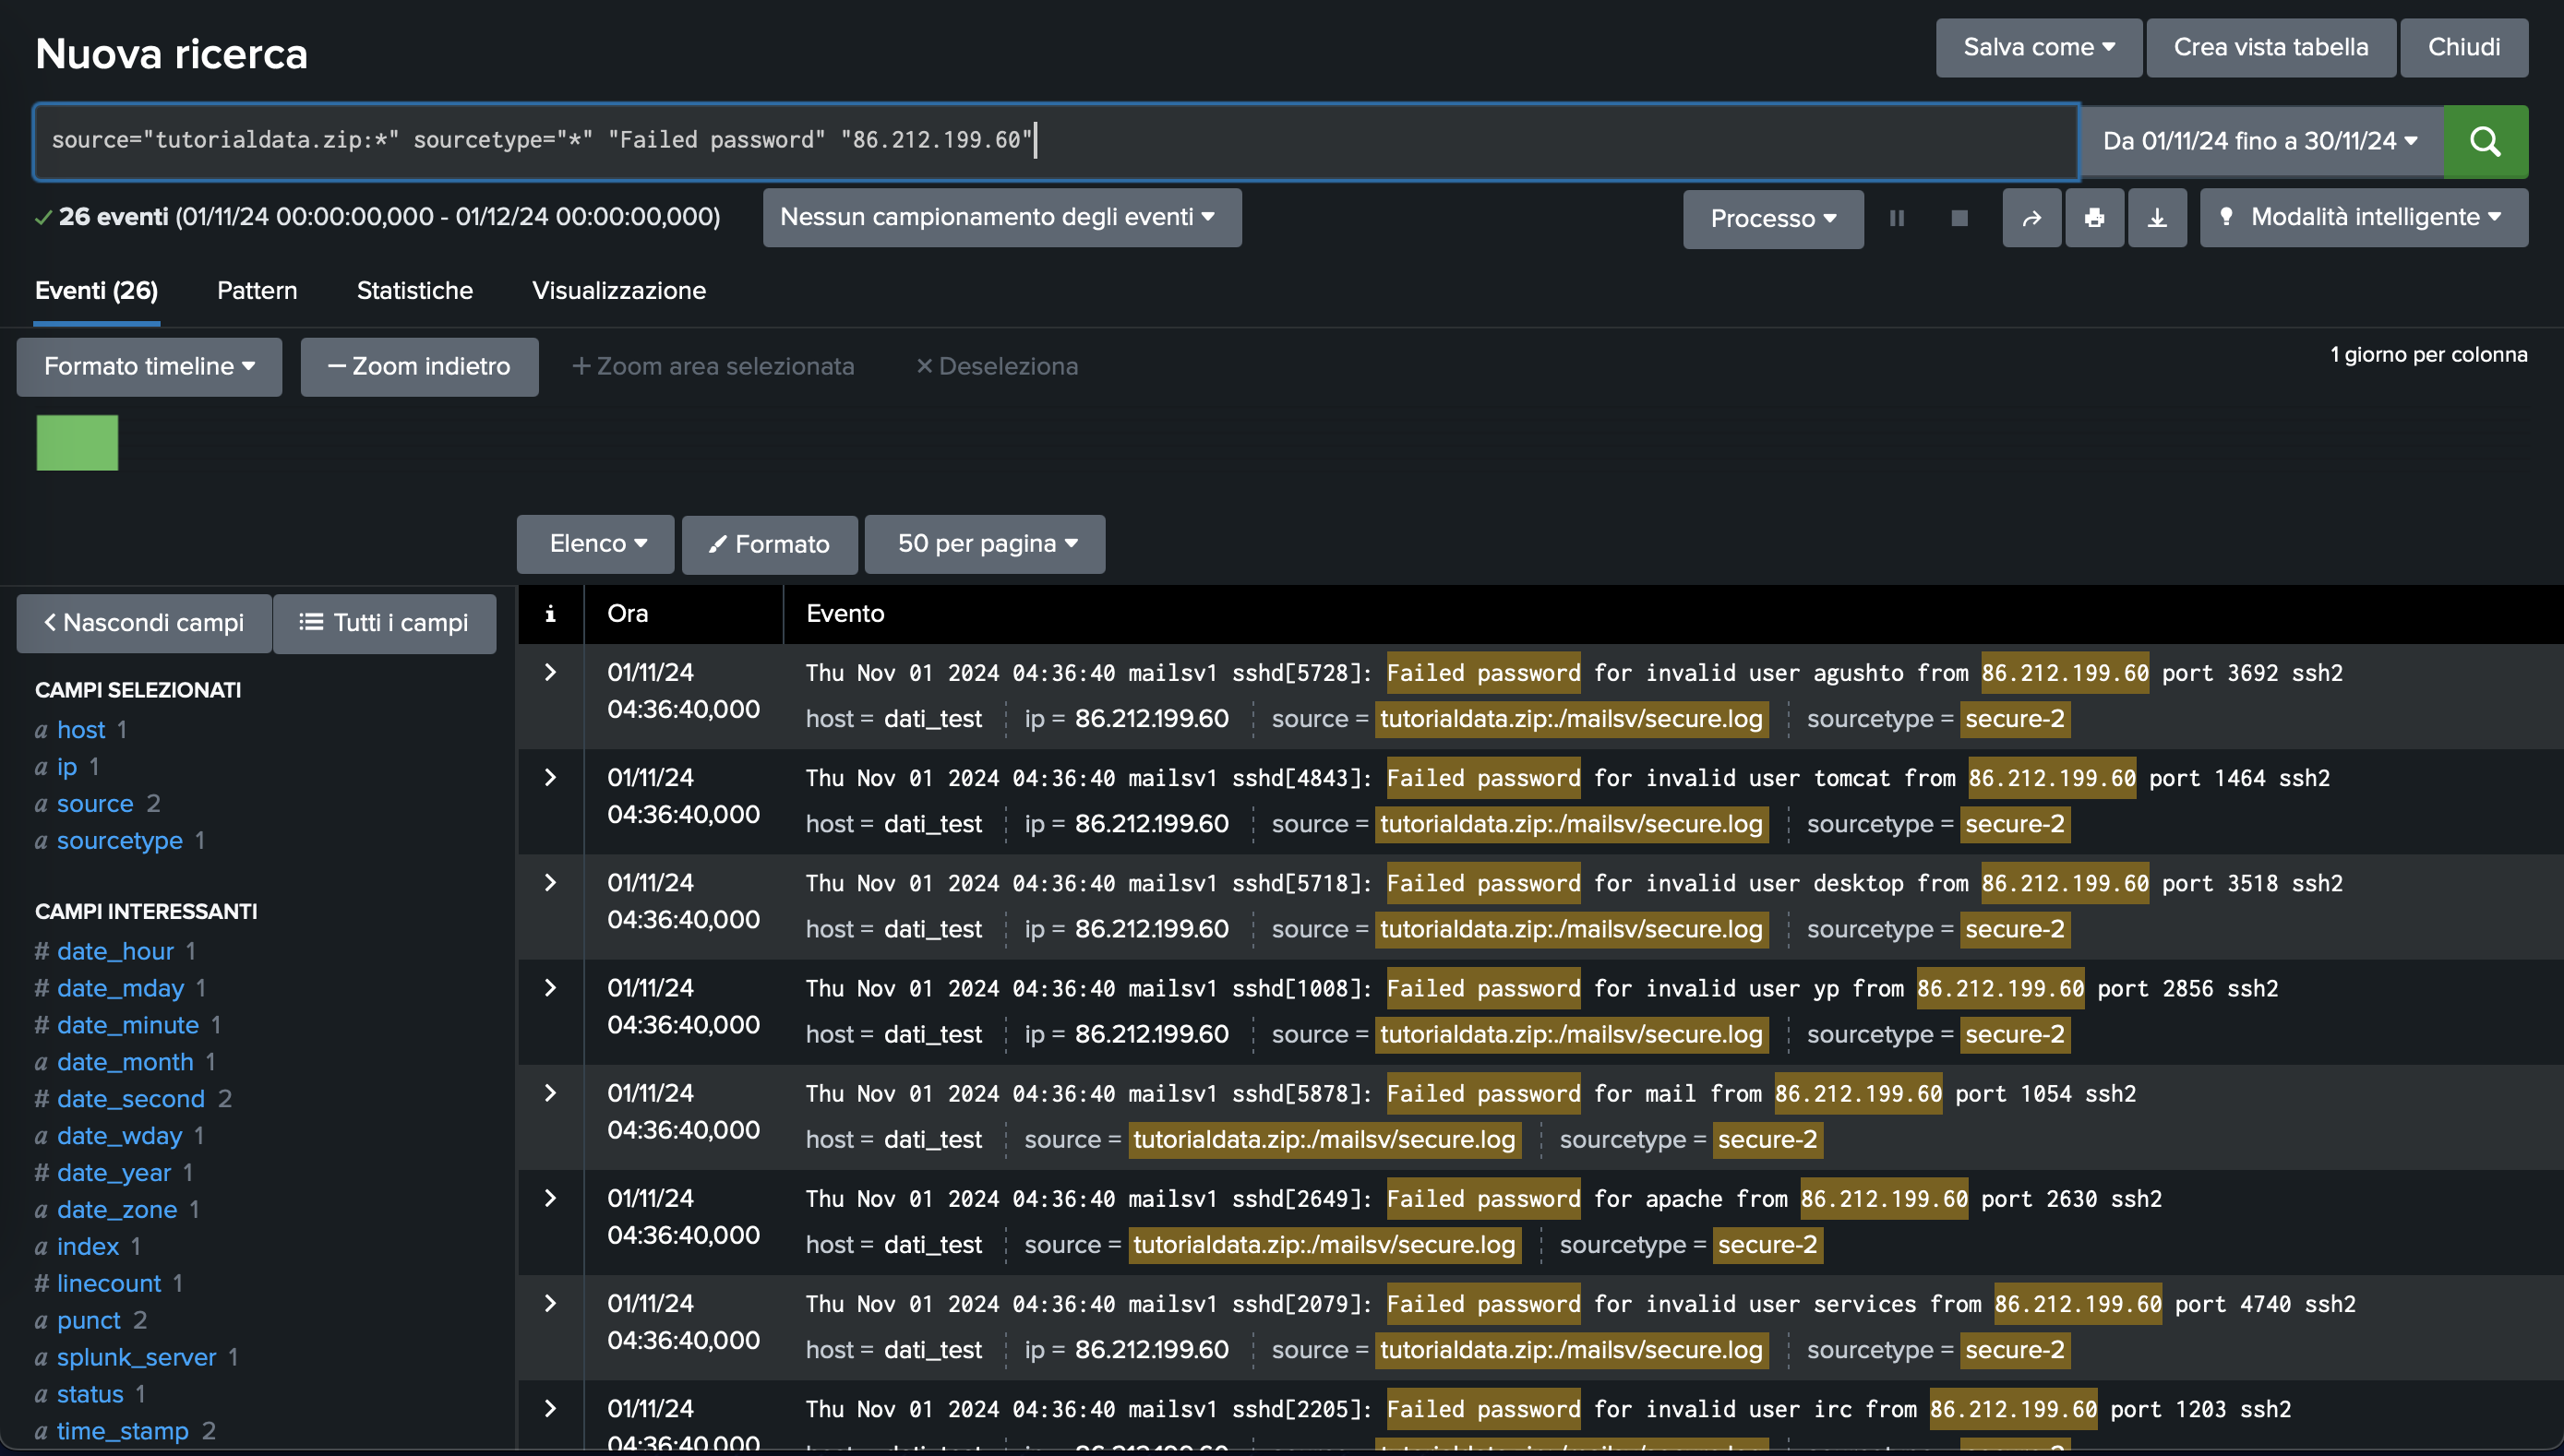 Nuova ricerca
Salva come
Crea vista tabella
Chiudi
source="tutorialdata.zip:*" sourcetype="*" "Failed password" "86.212.199.60"
Da 01/11/24 fino a 30/11/24
26 eventi (01/11/24 00:00:00,000 - 01/12/24 00:00:00,000)
Nessun campionamento degli eventi
Processo
Modalità intelligente
Eventi (26)
Pattern
Statistiche
Visualizzazione
Formato timeline
— Zoom indietro
+ Zoom area selezionata
× Deseleziona
1 giorno per colonna
Elenco
Formato
50 per pagina
< Nascondi campi
Tutti i campi
CAMPI SELEZIONATI
a host 1
a ip 1
a source 2
a sourcetype 1
CAMPI INTERESSANTI
# date_hour 1
# date_mday 1
# date_minute 1
a date_month 1
# date_second 2
a date_wday 1
# date_year 1
a date_zone 1
a index 1
# linecount 1
a punct 2
a splunk_server 1
a status 1
a time_stamp 2
i Ora Evento
> 01/11/24 Thu Nov 01 2024 04:36:40 mailsv1 sshd[5728]: Failed password for invalid user agushto from 86.212.199.60 port 3692 ssh2
04:36:40,000 host = dati_test ip = 86.212.199.60 source = tutorialdata.zip:./mailsv/secure.log sourcetype = secure-2
> 01/11/24 Thu Nov 01 2024 04:36:40 mailsv1 sshd[4843]: Failed password for invalid user tomcat from 86.212.199.60 port 1464 ssh2
04:36:40,000 host = dati_test ip = 86.212.199.60 source = tutorialdata.zip:./mailsv/secure.log sourcetype = secure-2
> 01/11/24 Thu Nov 01 2024 04:36:40 mailsv1 sshd[5718]: Failed password for invalid user desktop from 86.212.199.60 port 3518 ssh2
04:36:40,000 host = dati_test ip = 86.212.199.60 source = tutorialdata.zip:./mailsv/secure.log sourcetype = secure-2
> 01/11/24 Thu Nov 01 2024 04:36:40 mailsv1 sshd[1008]: Failed password for invalid user yp from 86.212.199.60 port 2856 ssh2
04:36:40,000 host = dati_test ip = 86.212.199.60 source = tutorialdata.zip:./mailsv/secure.log sourcetype = secure-2
> 01/11/24 Thu Nov 01 2024 04:36:40 mailsv1 sshd[5878]: Failed password for mail from 86.212.199.60 port 1054 ssh2
04:36:40,000 host = dati_test source = tutorialdata.zip:./mailsv/secure.log sourcetype = secure-2
> 01/11/24 Thu Nov 01 2024 04:36:40 mailsv1 sshd[2649]: Failed password for apache from 86.212.199.60 port 2630 ssh2
04:36:40,000 host = dati_test source = tutorialdata.zip:./mailsv/secure.log sourcetype = secure-2
> 01/11/24 Thu Nov 01 2024 04:36:40 mailsv1 sshd[2079]: Failed password for invalid user services from 86.212.199.60 port 4740 ssh2
04:36:40,000 host = dati_test ip = 86.212.199.60 source = tutorialdata.zip:./mailsv/secure.log sourcetype = secure-2
> 01/11/24 Thu Nov 01 2024 04:36:40 mailsv1 sshd[2205]: Failed password for invalid user irc from 86.212.199.60 port 1203 ssh2
04:36:40,000